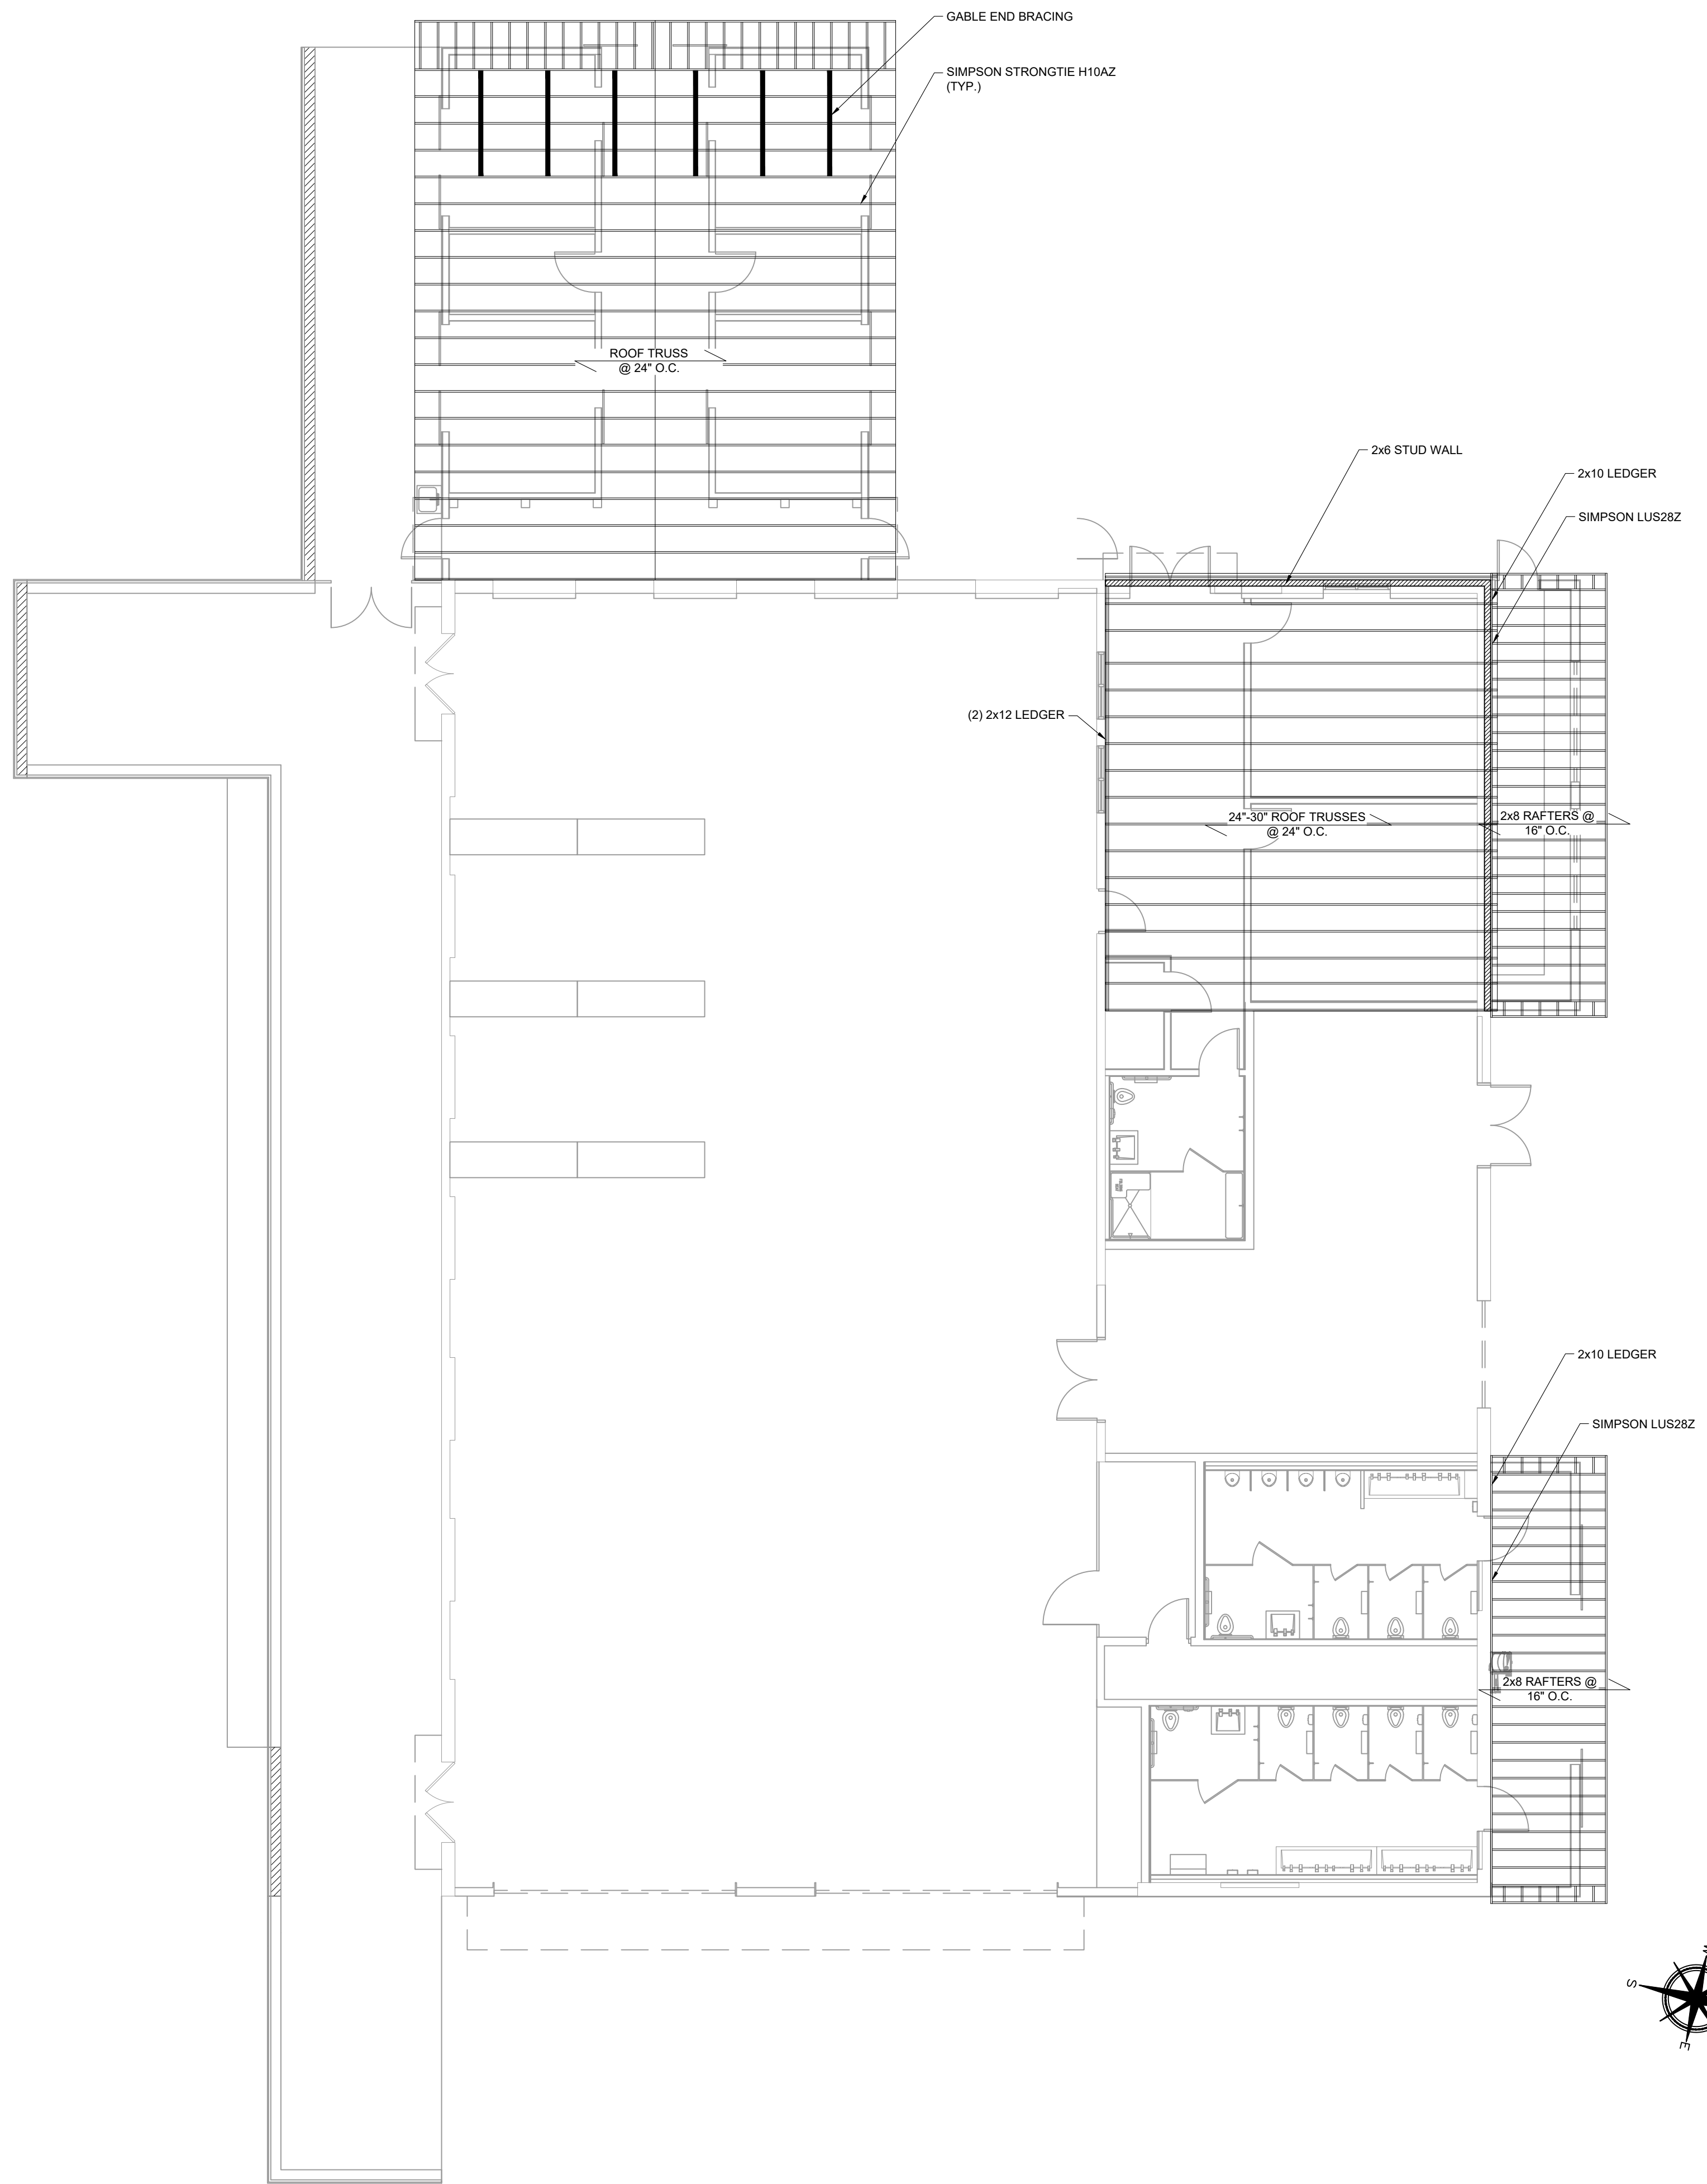 GABLE END BRACING
SIMPSON STRONGTIE H10AZ
(TYP.)
ROOF TRUSS
@ 24" O.C.
2x6 STUD WALL
2x10 LEDGER
SIMPSON LUS28Z
(2) 2x12 LEDGER
24"-30" ROOF TRUSSES
@ 24" O.C.
2x8 RAFTERS @
16" O.C.
2x10 LEDGER
SIMPSON LUS28Z
2x8 RAFTERS @
16" O.C.
S
E